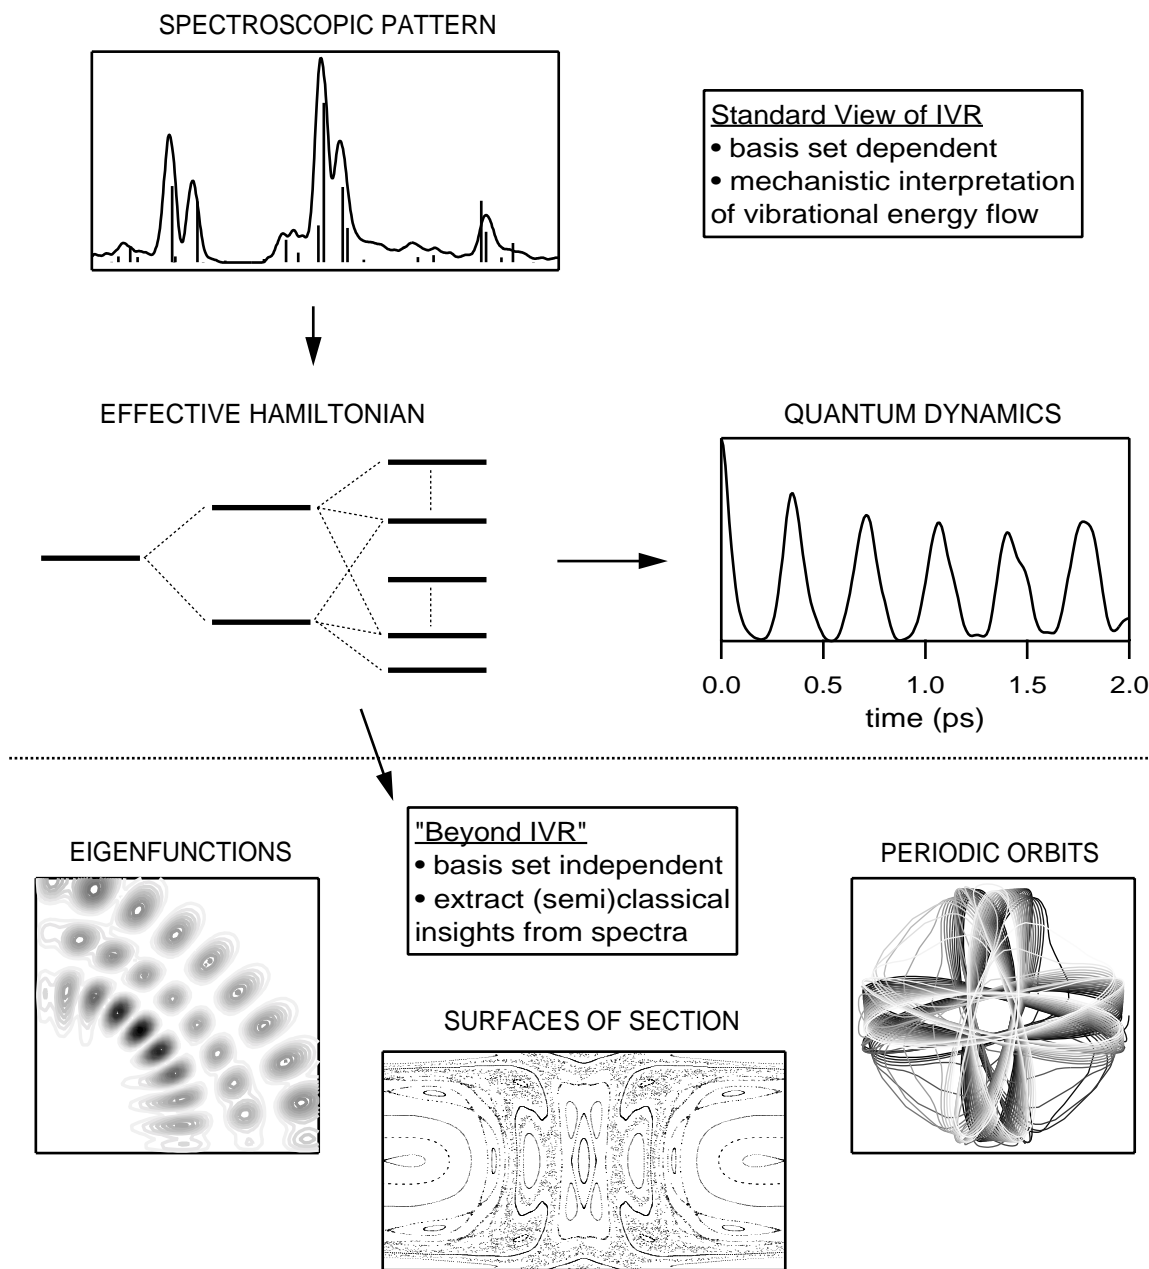 SPECTROSCOPIC PATTERN
Standard View of IVR
• basis set dependent
• mechanistic interpretation
of vibrational energy flow
EFFECTIVE HAMILTONIAN
QUANTUM DYNAMICS
0.0 0.5 1.0 1.5 2.0
time (ps)
"Beyond IVR"
• basis set independent
• extract (semi)classical
insights from spectra
EIGENFUNCTIONS
PERIODIC ORBITS
SURFACES OF SECTION